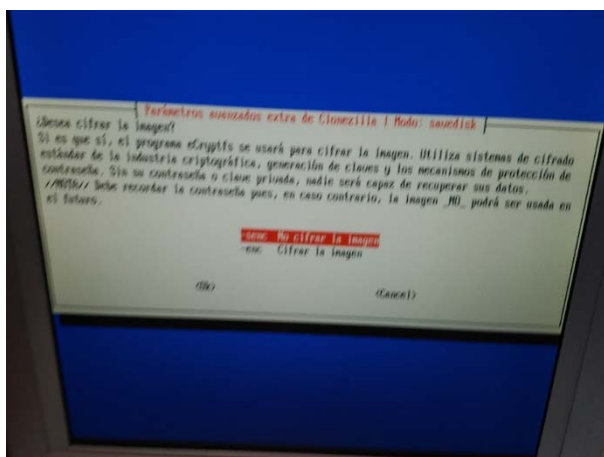 Parámetros avanzados extra de Clonezilla | Modo: savedisk
¿Desea cifrar la imagen?
Si es que sí, el programa eCryptfs se usará para cifrar la imagen. Utiliza sistemas de cifrado
estándar de la industria criptográfica, generación de claves y los mecanismos de protección de
contraseña. Sin su contraseña o clave privada, nadie será capaz de recuperar sus datos.
//NOTA// Debe recordar la contraseña pues, en caso contrario, la imagen _NO_ podrá ser usada en
el futuro.
-senc No cifrar la imagen
-enc Cifrar la imagen
<Ok> <Cancel>